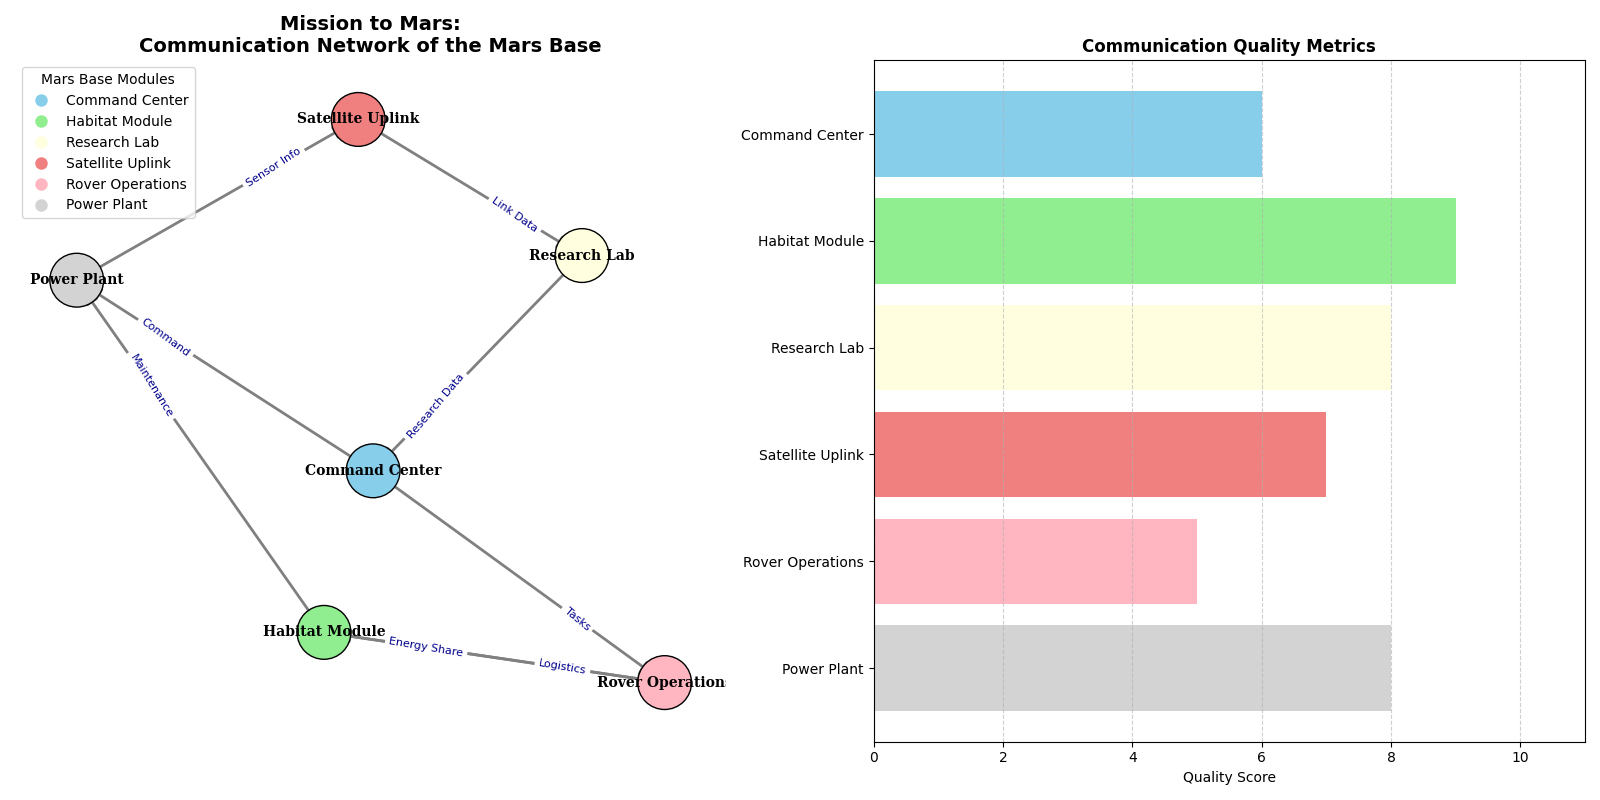 Mission to Mars:
Communication Network of the Mars Base
Mars Base Modules
Command Center
Habitat Module
Research Lab
Satellite Uplink
Rover Operations
Power Plant
Satellite Uplink
Sensor Info
Link Data
Research Lab
Power Plant
Command
Maintenance
Research Data
Command Center
Tasks
Habitat Module
Energy Share
Logistics
Rover Operation
Communication Quality Metrics
Command Center
Habitat Module
Research Lab
Satellite Uplink
Rover Operations
Power Plant
0 2 4 6 8 10
Quality Score